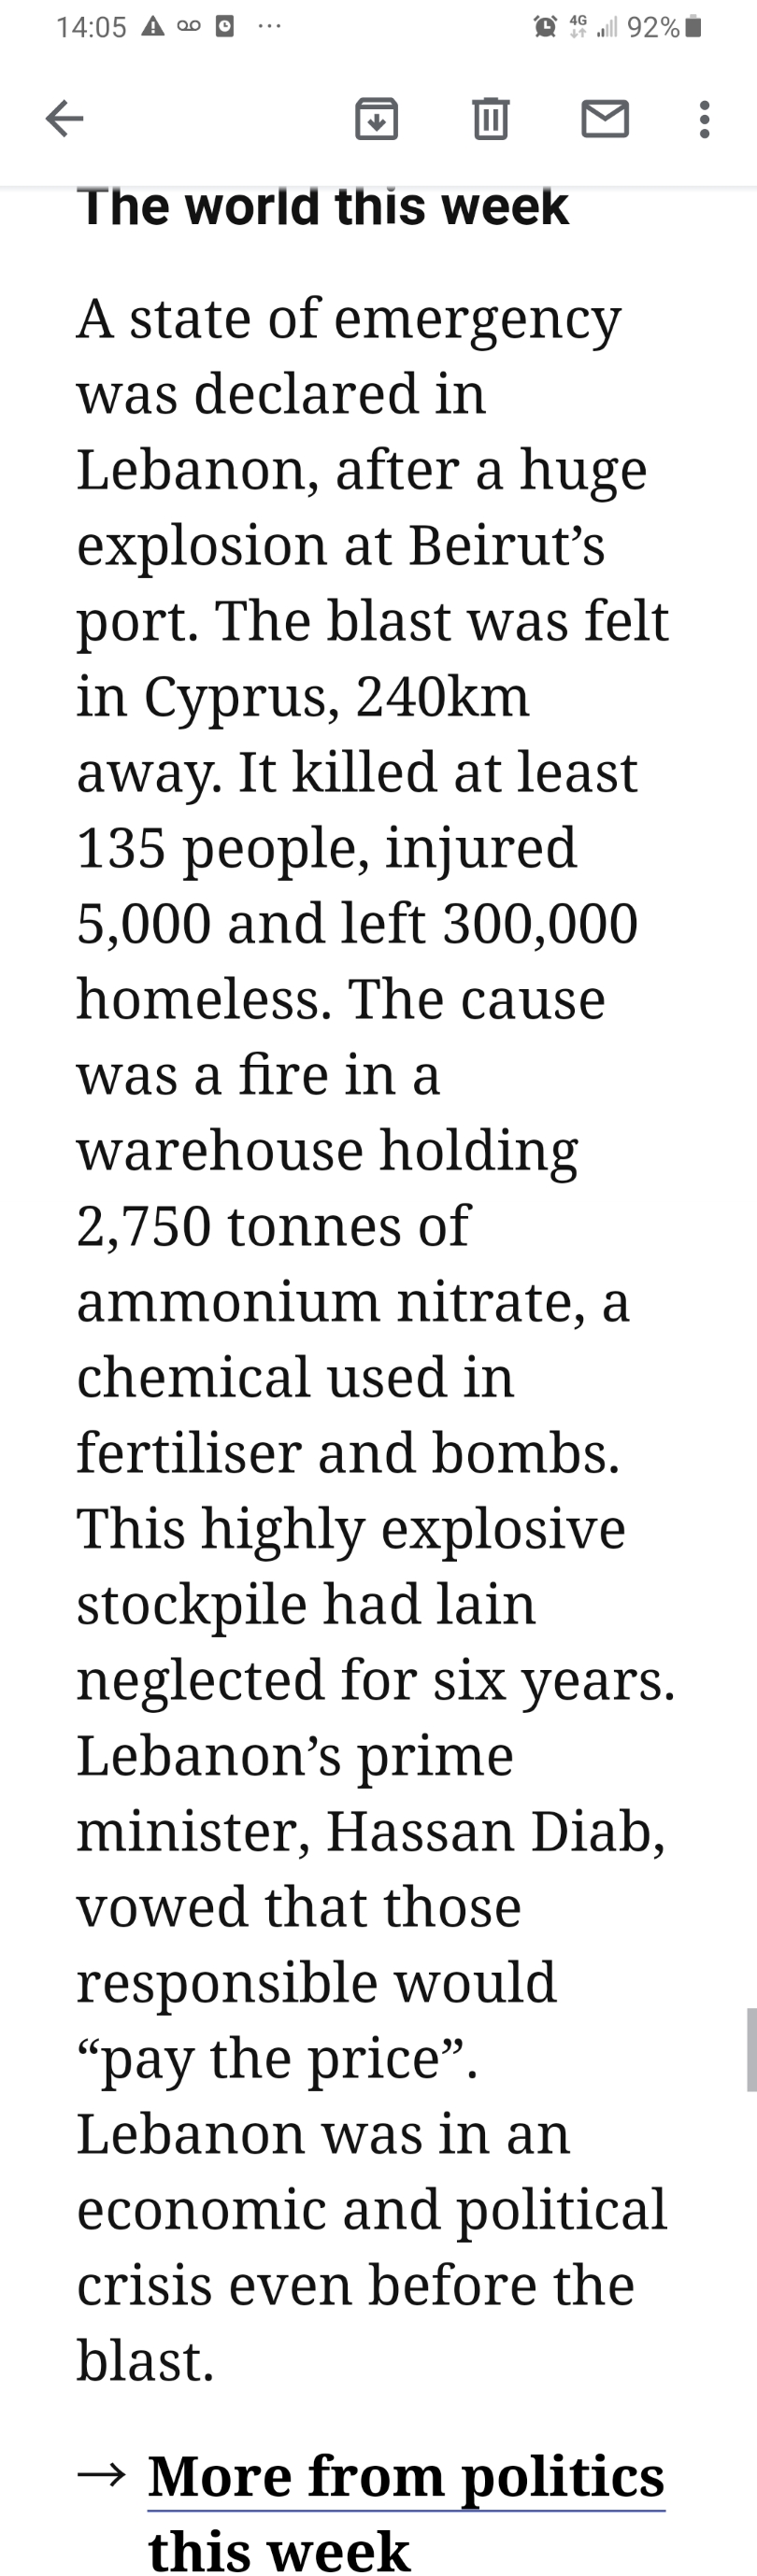 14:05 92%
4G
The world this week
A state of emergency
was declared in
Lebanon, after a huge
explosion at Beirut’s
port. The blast was felt
in Cyprus, 240km
away. It killed at least
135 people, injured
5,000 and left 300,000
homeless. The cause
was a fire in a
warehouse holding
2,750 tonnes of
ammonium nitrate, a
chemical used in
fertiliser and bombs.
This highly explosive
stockpile had lain
neglected for six years.
Lebanon’s prime
minister, Hassan Diab,
vowed that those
responsible would
“pay the price”.
Lebanon was in an
economic and political
crisis even before the
blast.
→ More from politics
this week